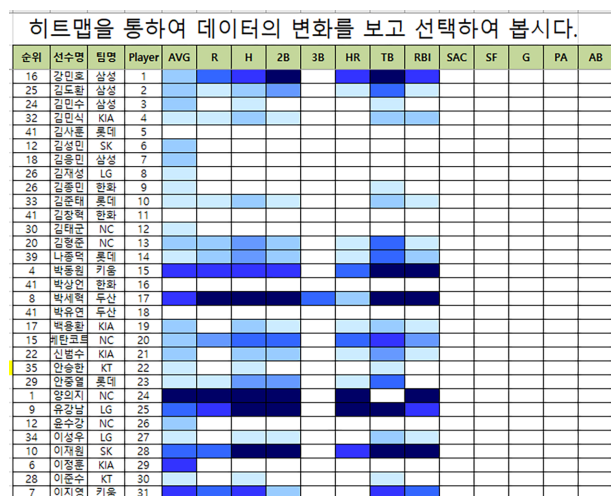 히트맵을 통하여 데이터의 변화를 보고 선택하여 봅시다.
순위 선수명 팀명 Player AVG R H 2B 3B HR TB RBI SAC SF G PA AB
16 강민호 삼성 1
25 김도환 삼성 2
24 김민수 삼성 3
32 김민식 KIA 4
41 김사훈 롯데 5
12 김성민 SK 6
18 김응민 삼성 7
26 김재성 LG 8
26 김종민 한화 9
33 김준태 롯데 10
41 김창혁 한화 11
30 김태군 NC 12
20 김형준 NC 13
39 나종덕 롯데 14
4 박동원 키움 15
41 박상언 한화 16
8 박세혁 두산 17
41 박유연 두산 18
17 백용환 KIA 19
15 베탄코트 NC 20
22 신범수 KIA 21
35 안승한 KT 22
29 안중열 롯데 23
1 양의지 NC 24
9 유강남 LG 25
12 윤수강 NC 26
34 이성우 LG 27
10 이재원 SK 28
6 이정훈 KIA 29
28 이준수 KT 30
7 이지영 키움 31